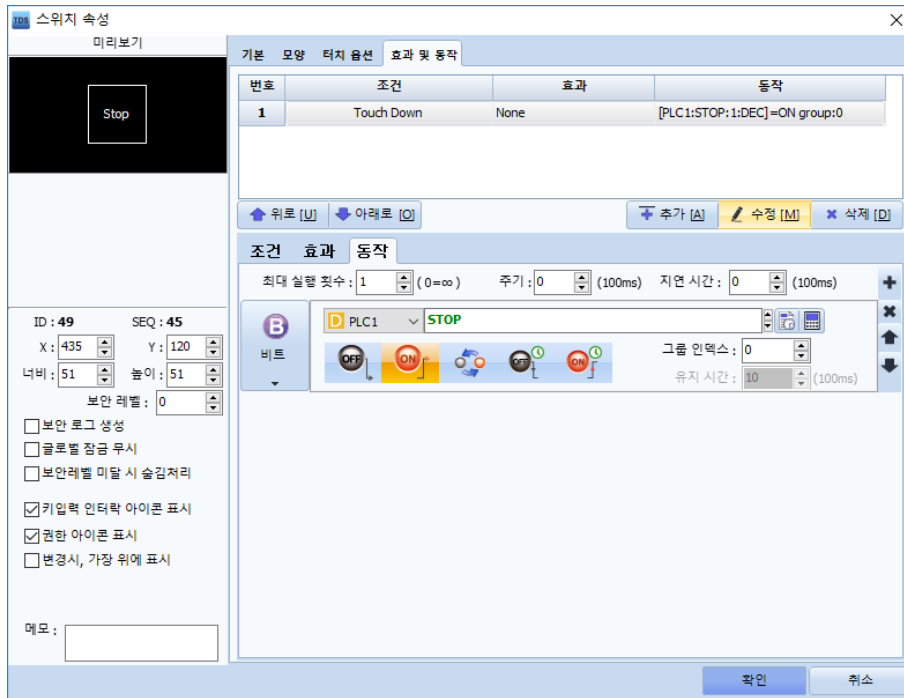 TDS 스위치 속성
미리보기
Stop
기본 모양 터치 옵션 효과 및 동작
번호 조건 효과 동작
1 Touch Down None [PLC1:STOP:1:DEC]=ON group:0
위로 [U] 아래로 [O] 추가 [A] 수정 [M] 삭제 [D]
조건 효과 동작
최대 실행 횟수 : 1 ( 0=∞ ) 주기 : 0 (100ms) 지연 시간 : 0 (100ms)
B
비트
D PLC1 STOP
OFF ON OFF ON
그룹 인덱스 : 0
유지 시간 : 10 (100ms)
ID : 49 SEQ : 45
X : 435 Y : 120
너비 : 51 높이 : 51
보안 레벨 : 0
보안 로그 생성
글로벌 잠금 무시
보안레벨 미달 시 숨김처리
키입력 인터락 아이콘 표시
권한 아이콘 표시
변경시, 가장 위에 표시
메모 :
확인 취소